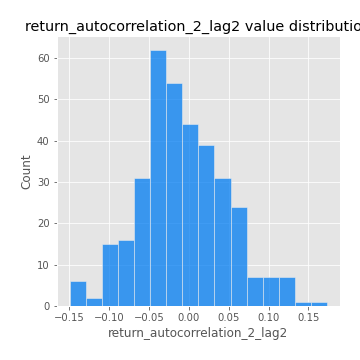 return_autocorrelation_2_lag2 value distributio
60
50
40
30
20
10
0
Count
−0.15 −0.10 −0.05 0.00 0.05 0.10 0.15
return_autocorrelation_2_lag2